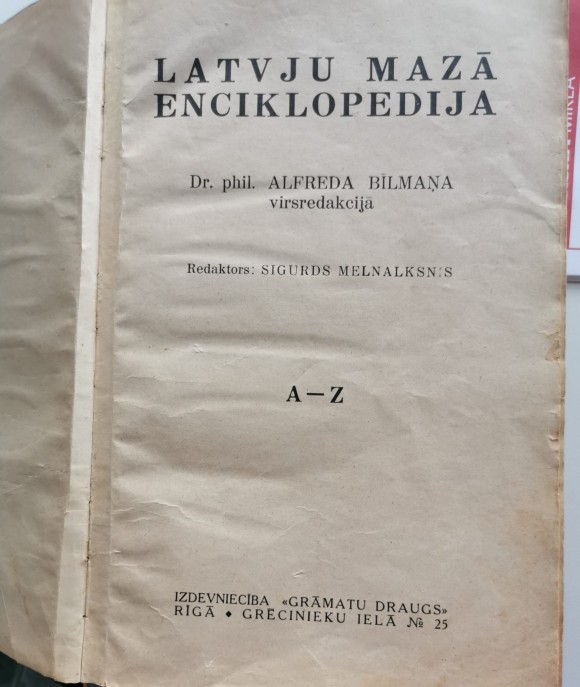 LATVJU MAZĀ
ENCIKLOPEDIJA
Dr. phil. ALFREDA BĪLMAŅA
virsredakcijā
Redaktors: SIGURDS MELNALKSNIS
A—Z
IZDEVNIECĪBA «GRĀMATU DRAUGS»
RĪGĀ ◆ GRĒCINIEKU IELĀ № 25